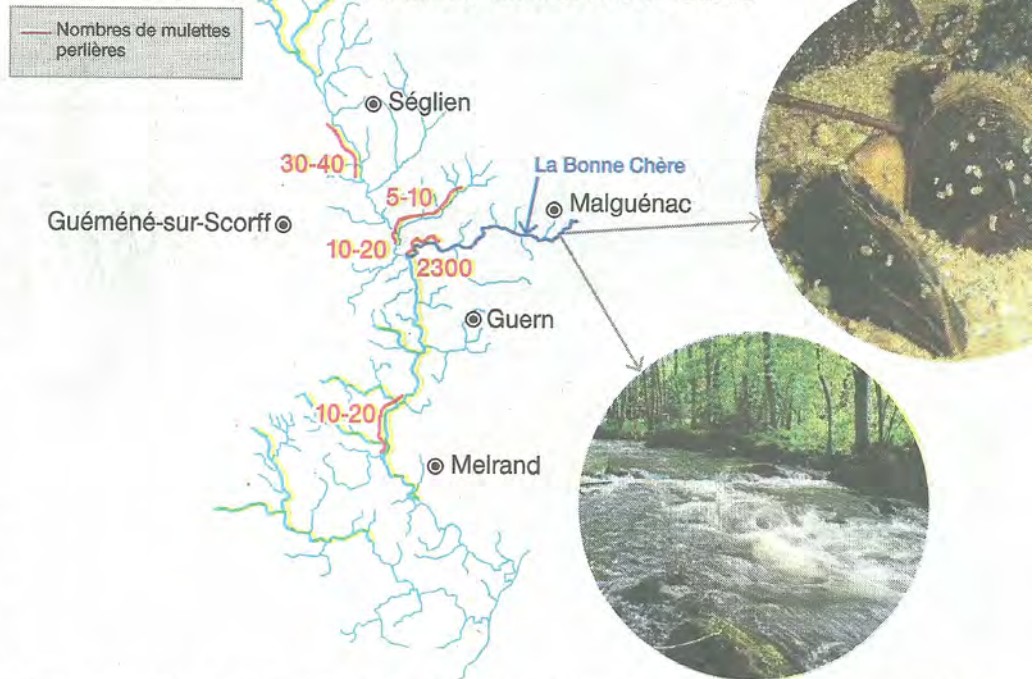 Nombres de mulettes
perlières
Séglien
30-40
La Bonne Chère
5-10
Malguénac
Guéméné-sur-Scorff
10-20
2300
Guern
10-20
Melrand